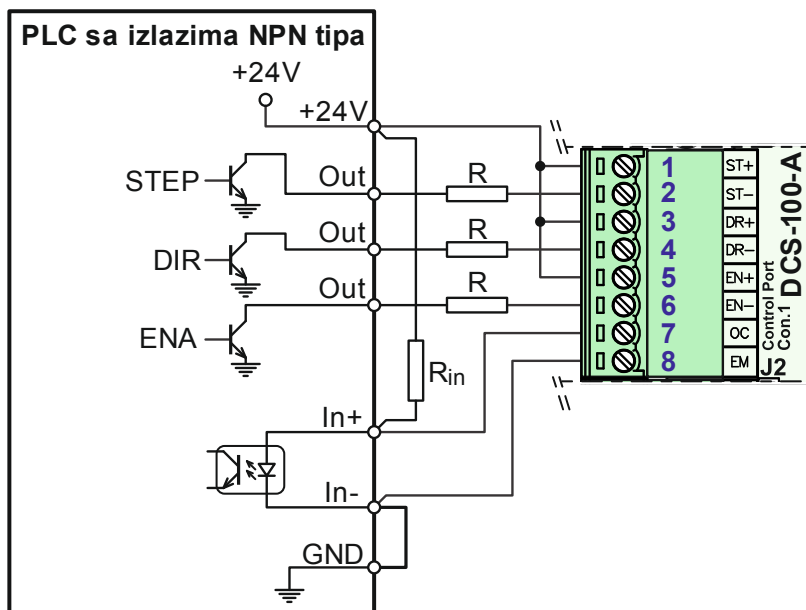 PLC sa izlazima NPN tipa
+24V
+24V
STEP
Out
R
DIR
Out
R
ENA
Out
R
Rin
In+
In-
GND
1 ST+
2 ST−
3 DR+
4 DR−
5 EN+
6 EN−
7 OC
8 EM
Control Port
Con.1
J2
DCS-100-A